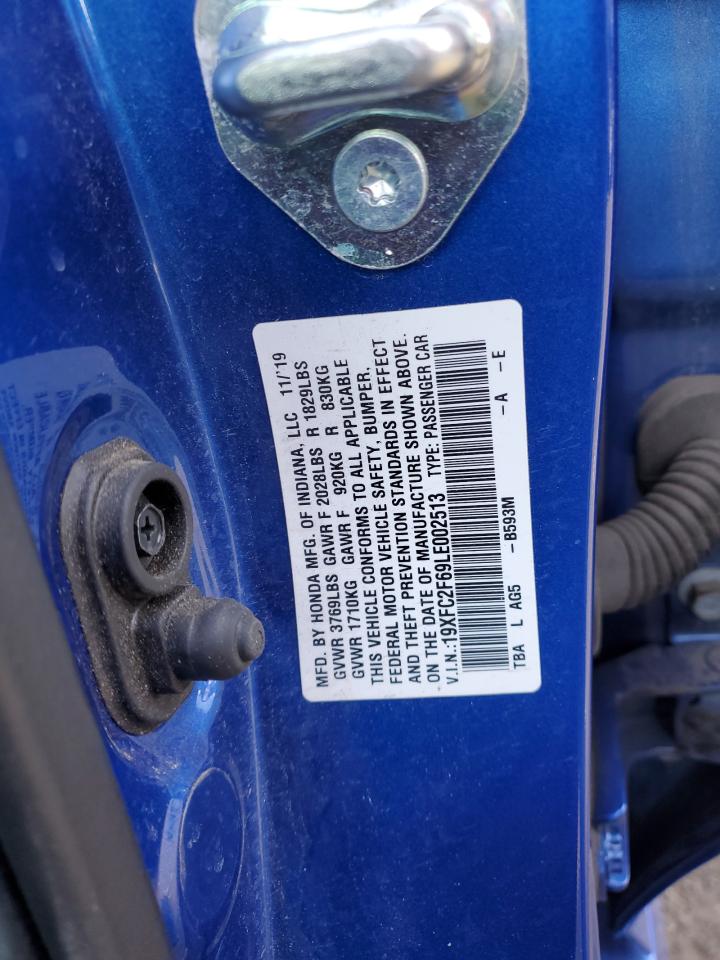 MFD. BY HONDA MFG. OF INDIANA, LLC 11/'19
GVWR 3769LBS GAWR F 2028LBS R 1829LBS
GVWR 1710KG GAWR F 920KG R 830KG
THIS VEHICLE CONFORMS TO ALL APPLICABLE
FEDERAL MOTOR VEHICLE SAFETY, BUMPER,
AND THEFT PREVENTION STANDARDS IN EFFECT
ON THE DATE OF MANUFACTURE SHOWN ABOVE.
V.I.N.:19XFC2F69LE002513 TYPE: PASSENGER CAR
TBA L AG5 -B593M -A -E